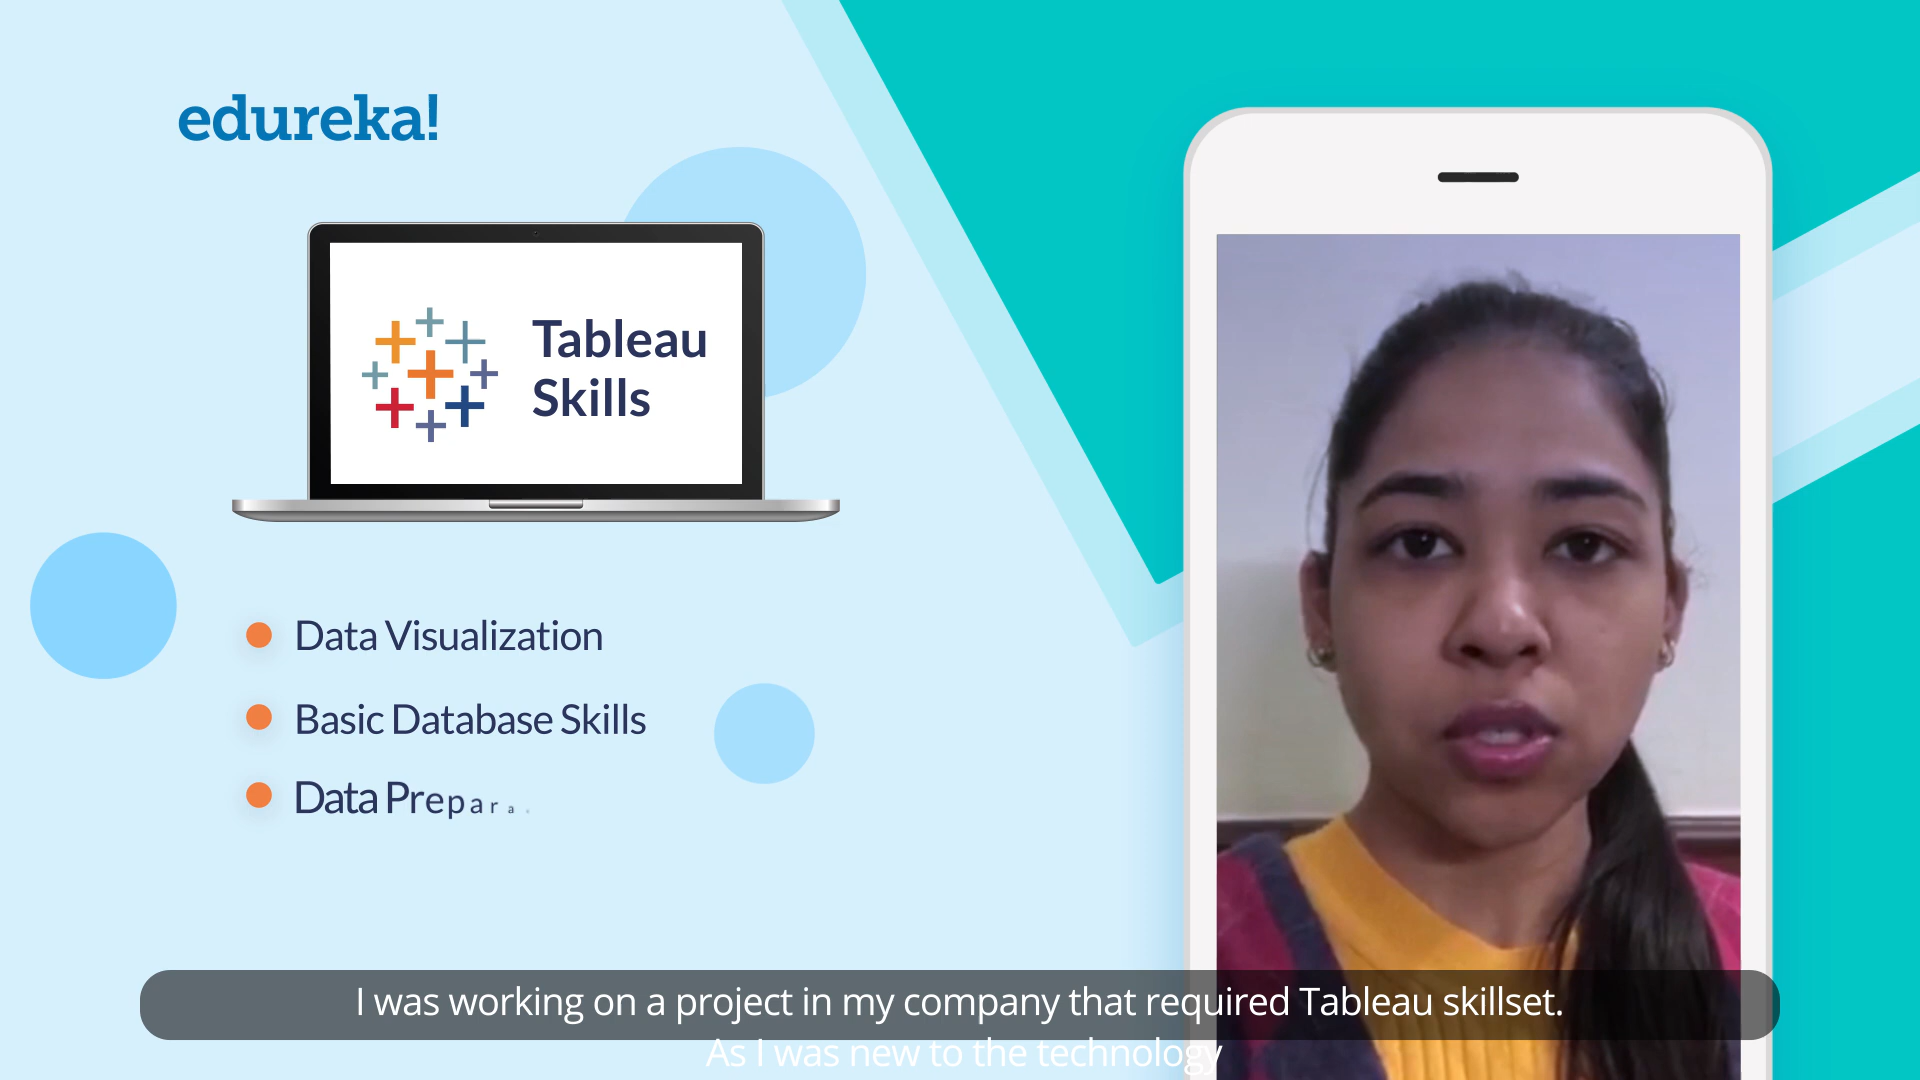 edureka!
Tableau
Skills
Data Visualization
Basic Database Skills
Data Prepara
I was working on a project in my company that required Tableau skillset.
As I was new to the technology